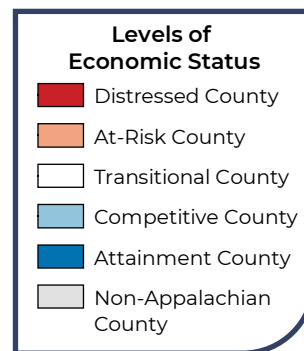 Levels of
Economic Status
Distressed County
At-Risk County
Transitional County
Competitive County
Attainment County
Non-Appalachian
County